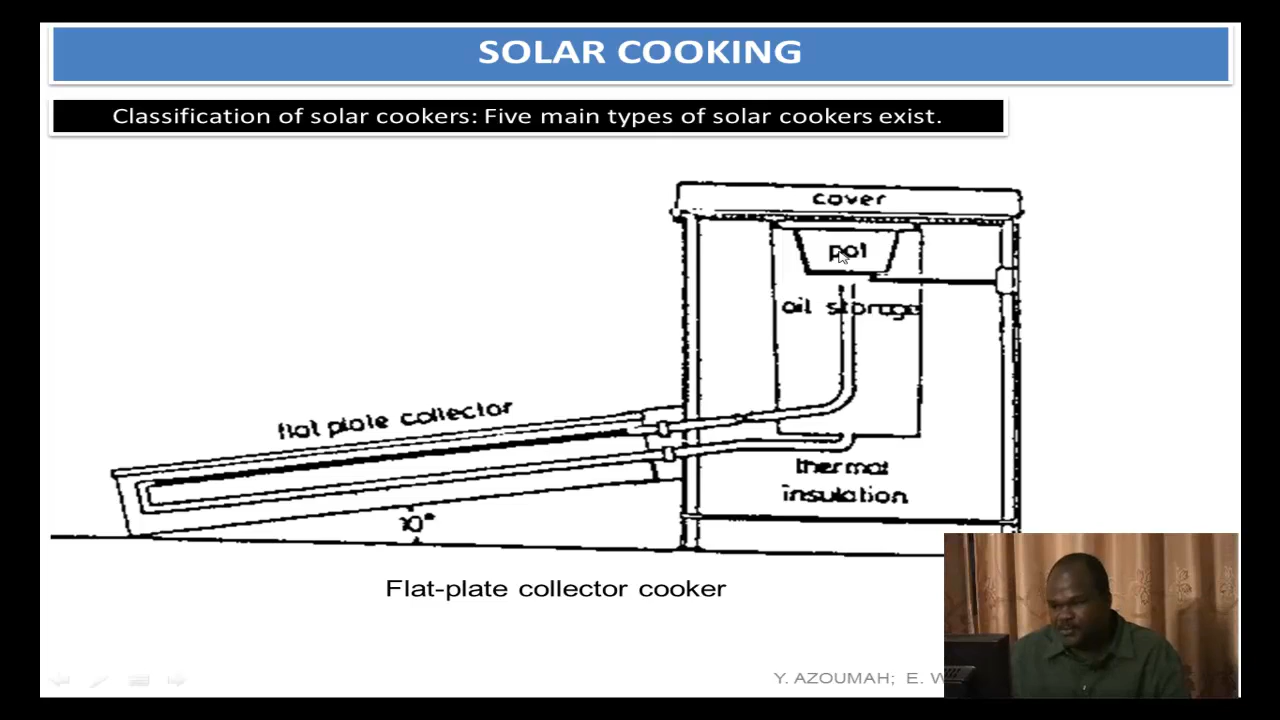 SOLAR COOKING
Classification of solar cookers: Five main types of solar cookers exist.
cover
pot
oil storage
flat plate collector
thermal
insulation
10°
Flat-plate collector cooker
Y. AZOUMAH; E. W